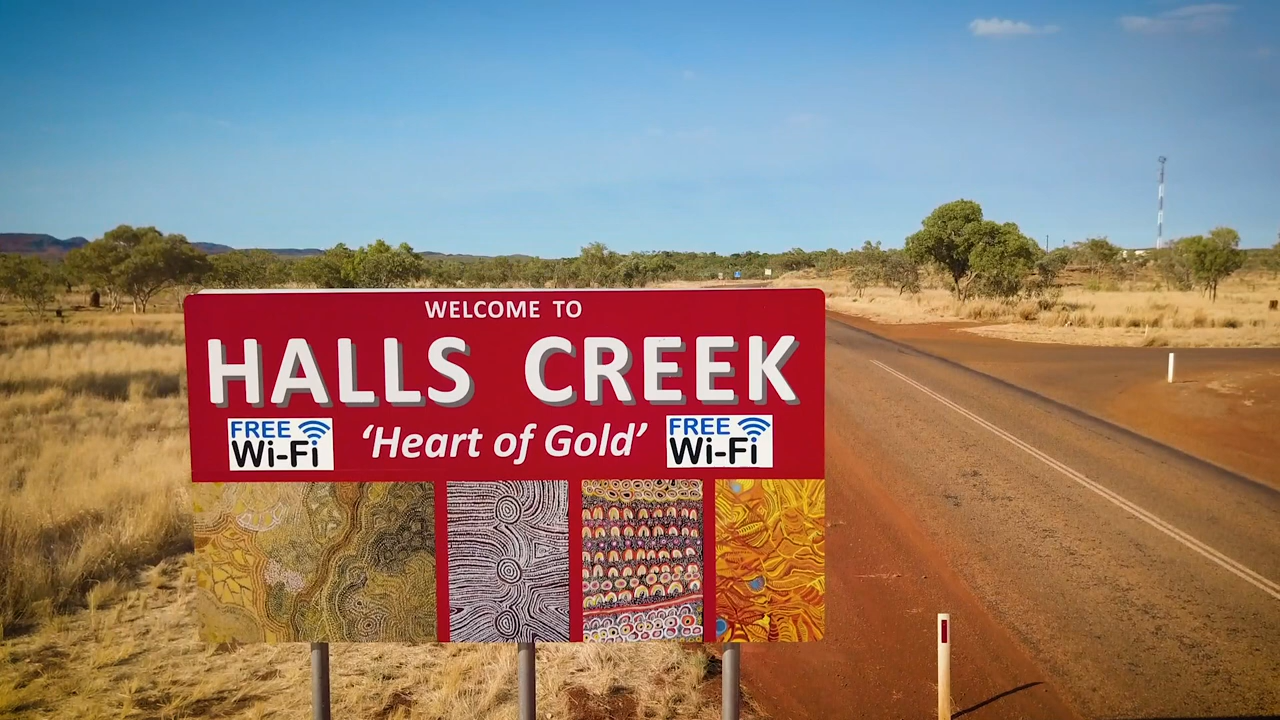 WELCOME TO
HALLS CREEK
FREE
Wi-Fi
'Heart of Gold'
FREE
Wi-Fi